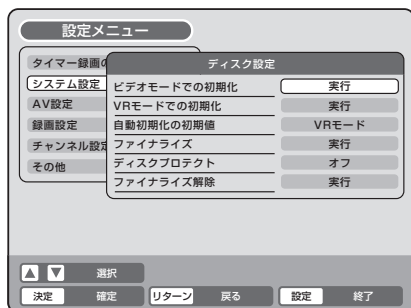 設定メニュー
タイマー録画の
システム設定
AV設定
録画設定
チャンネル設定
その他
ディスク設定
ビデオモードでの初期化 実行
VRモードでの初期化 実行
自動初期化の初期値 VRモード
ファイナライズ 実行
ディスクプロテクト オフ
ファイナライズ解除 実行
▲ ▼ 選択
決定 確定 リターン 戻る 設定 終了